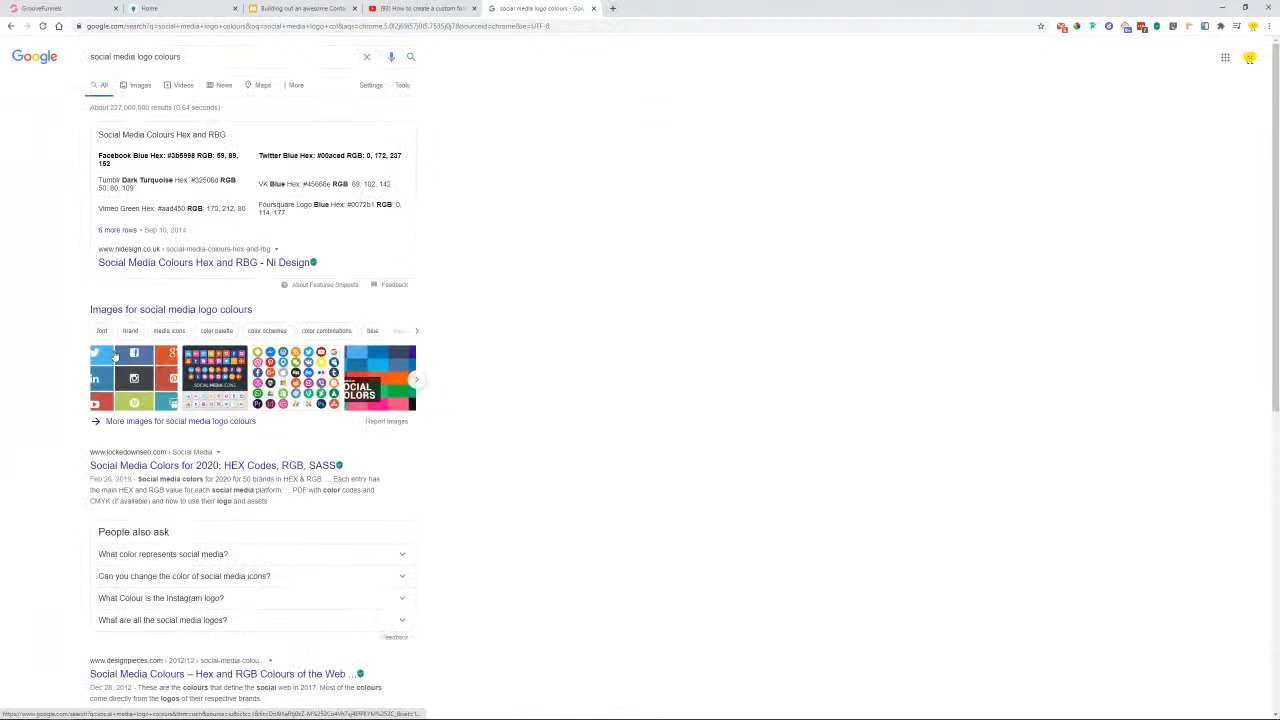 GrooveFunnels
Home
Building out an awesome Conta
(93) How to create a custom for
social media logo colours - Goo
social media logo colours
All
Images
Videos
News
Maps
More
Settings
Tools
About 227,000,000 results (0.64 seconds)
Social Media Colours Hex and RBG
Facebook Blue Hex: #3b5998 RGB: 59, 89,
152
Twitter Blue Hex: #00aced RGB: 0, 172, 237
Tumblr Dark Turquoise Hex: #32506d RGB
50, 80, 109
VK Blue Hex: #45668e RGB 69, 102, 142
Vimeo Green Hex: #aad450 RGB: 170, 212, 80
Foursquare Logo Blue Hex: #0072b1 RGB 0,
114, 177
6 more rows • Sep 10, 2014
www.nidesign.co.uk › social-media-colours-hex-and-rbg
Social Media Colours Hex and RBG - Ni Design
About Featured Snippets
Feedback
Images for social media logo colours
font
brand
media icons
color palette
color schemes
color combinations
blue
SOCIAL MEDIA ICONS
SOCIAL
COLORS
More images for social media logo colours
Report images
www.lockedownseo.com › Social Media
Social Media Colors for 2020: HEX Codes, RGB, SASS
Feb 26, 2019 - Social media colors for 2020 for 50 brands in HEX & RGB. ... Each entry has
the main HEX and RGB value for each social media platform. ... PDF with color codes and
CMYK (if available) and how to use their logo and assets
People also ask
What color represents social media?
Can you change the color of social media icons?
What Colour is the Instagram logo?
What are all the social media logos?
Feedback
www.designpieces.com › 2012/12 › social-media-colou...
Social Media Colours – Hex and RGB Colours of the Web ...
Dec 28, 2012 - These are the colours that define the social web in 2017. Most of the colours
come directly from the logos of their respective brands.